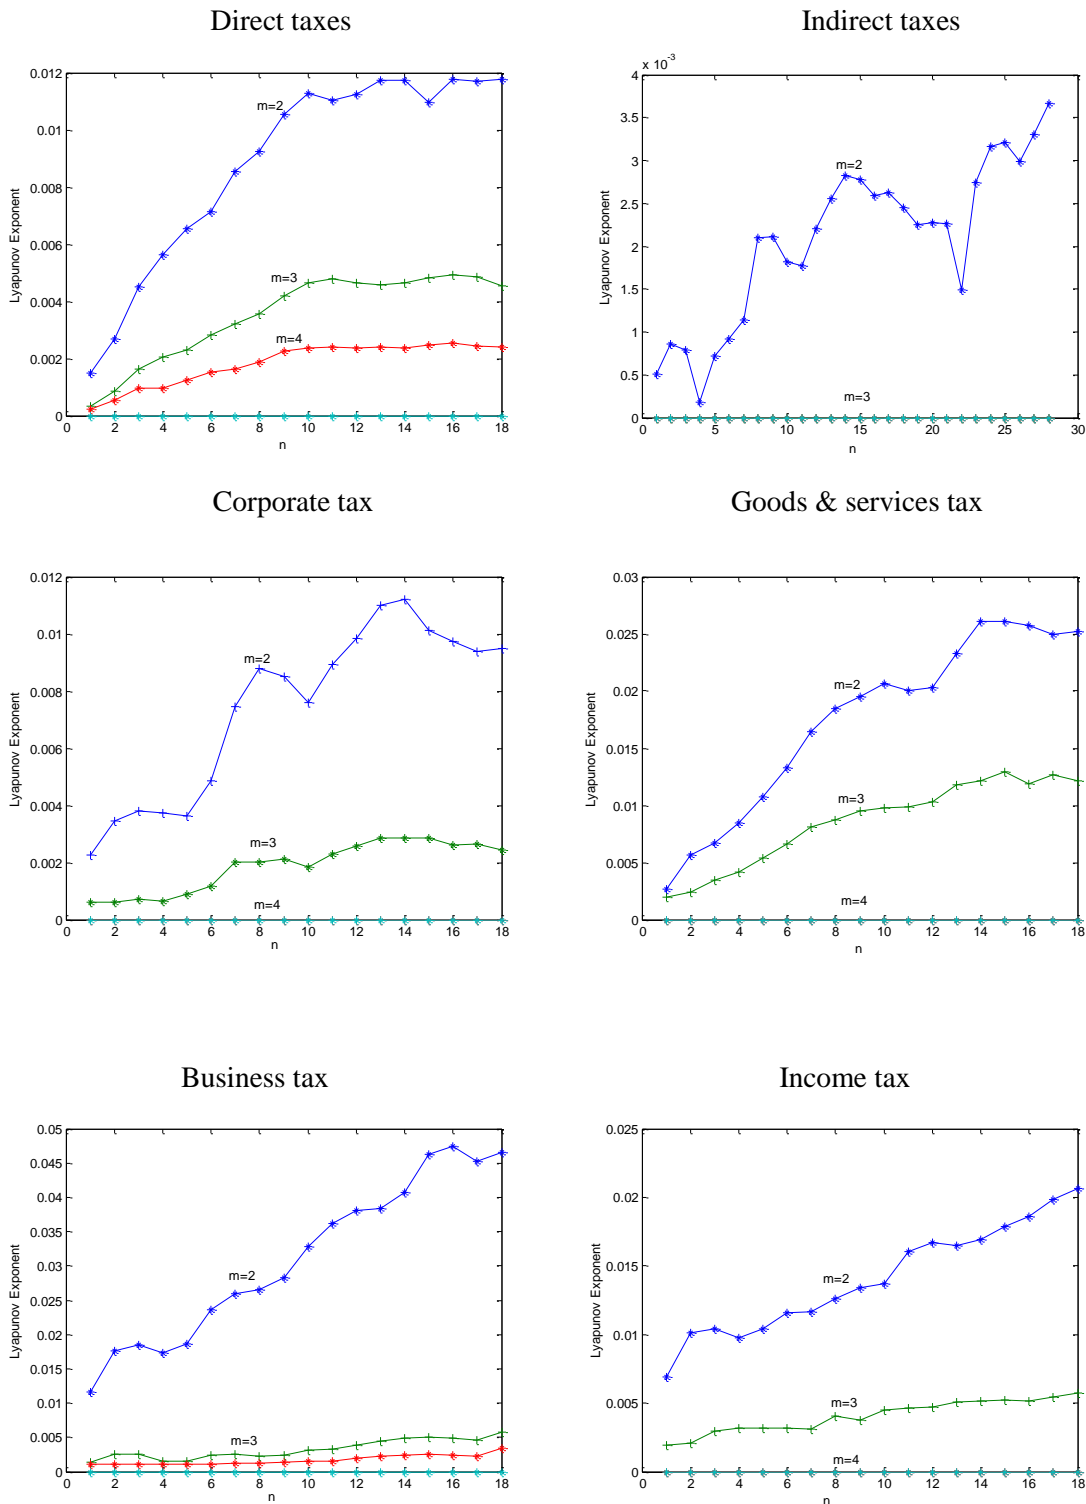 Direct taxes
Indirect taxes
0.012
0.01
0.008
0.006
0.004
0.002
0
0 2 4 6 8 10 12 14 16 18
n
Lyapunov Exponent
m=2
m=3
m=4
x 10^-3
4
3.5
3
2.5
2
1.5
1
0.5
0
0 5 10 15 20 25 30
n
Lyapunov Exponent
m=2
m=3
Corporate tax
Goods & services tax
0.012
0.01
0.008
0.006
0.004
0.002
0
0 2 4 6 8 10 12 14 16 18
n
Lyapunov Exponent
m=2
m=3
m=4
0.03
0.025
0.02
0.015
0.01
0.005
0
0 2 4 6 8 10 12 14 16 18
n
Lyapunov Exponent
m=2
m=3
m=4
Business tax
Income tax
0.05
0.045
0.04
0.035
0.03
0.025
0.02
0.015
0.01
0.005
0
0 2 4 6 8 10 12 14 16 18
n
Lyapunov Exponent
m=2
m=3
0.025
0.02
0.015
0.01
0.005
0
0 2 4 6 8 10 12 14 16 18
n
Lyapunov Exponent
m=2
m=3
m=4